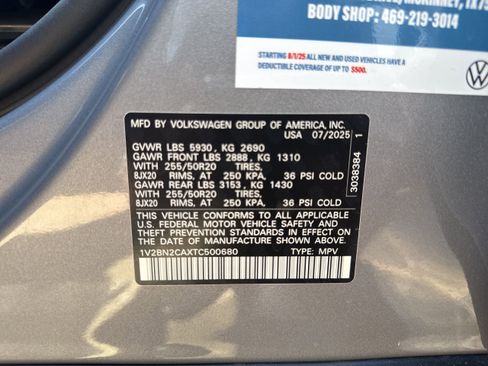 MCKINNEY, TX 75
BODY SHOP: 469-219-3014
STARTING 8/1/25 ALL NEW AND USED VEHICLES HAVE A
DEDUCTIBLE COVERAGE OF UP TO $500.
MFD BY VOLKSWAGEN GROUP OF AMERICA, INC.
USA 07/2025
GVWR LBS 5930, KG 2690
GAWR FRONT LBS 2888, KG 1310
WITH 255/50R20 TIRES,
8JX20 RIMS, AT 250 KPA, 36 PSI COLD
GAWR REAR LBS 3153, KG 1430
WITH 255/50R20 TIRES,
8JX20 RIMS, AT 250 KPA, 36 PSI COLD
THIS VEHICLE CONFORMS TO ALL APPLICABLE
U.S. FEDERAL MOTOR VEHICLE SAFETY AND
THEFT PREVENTION STANDARDS IN EFFECT ON THE
DATE OF MANUFACTURE SHOWN ABOVE.
1V2BN2CAXTC500680 TYPE: MPV
3038384 1